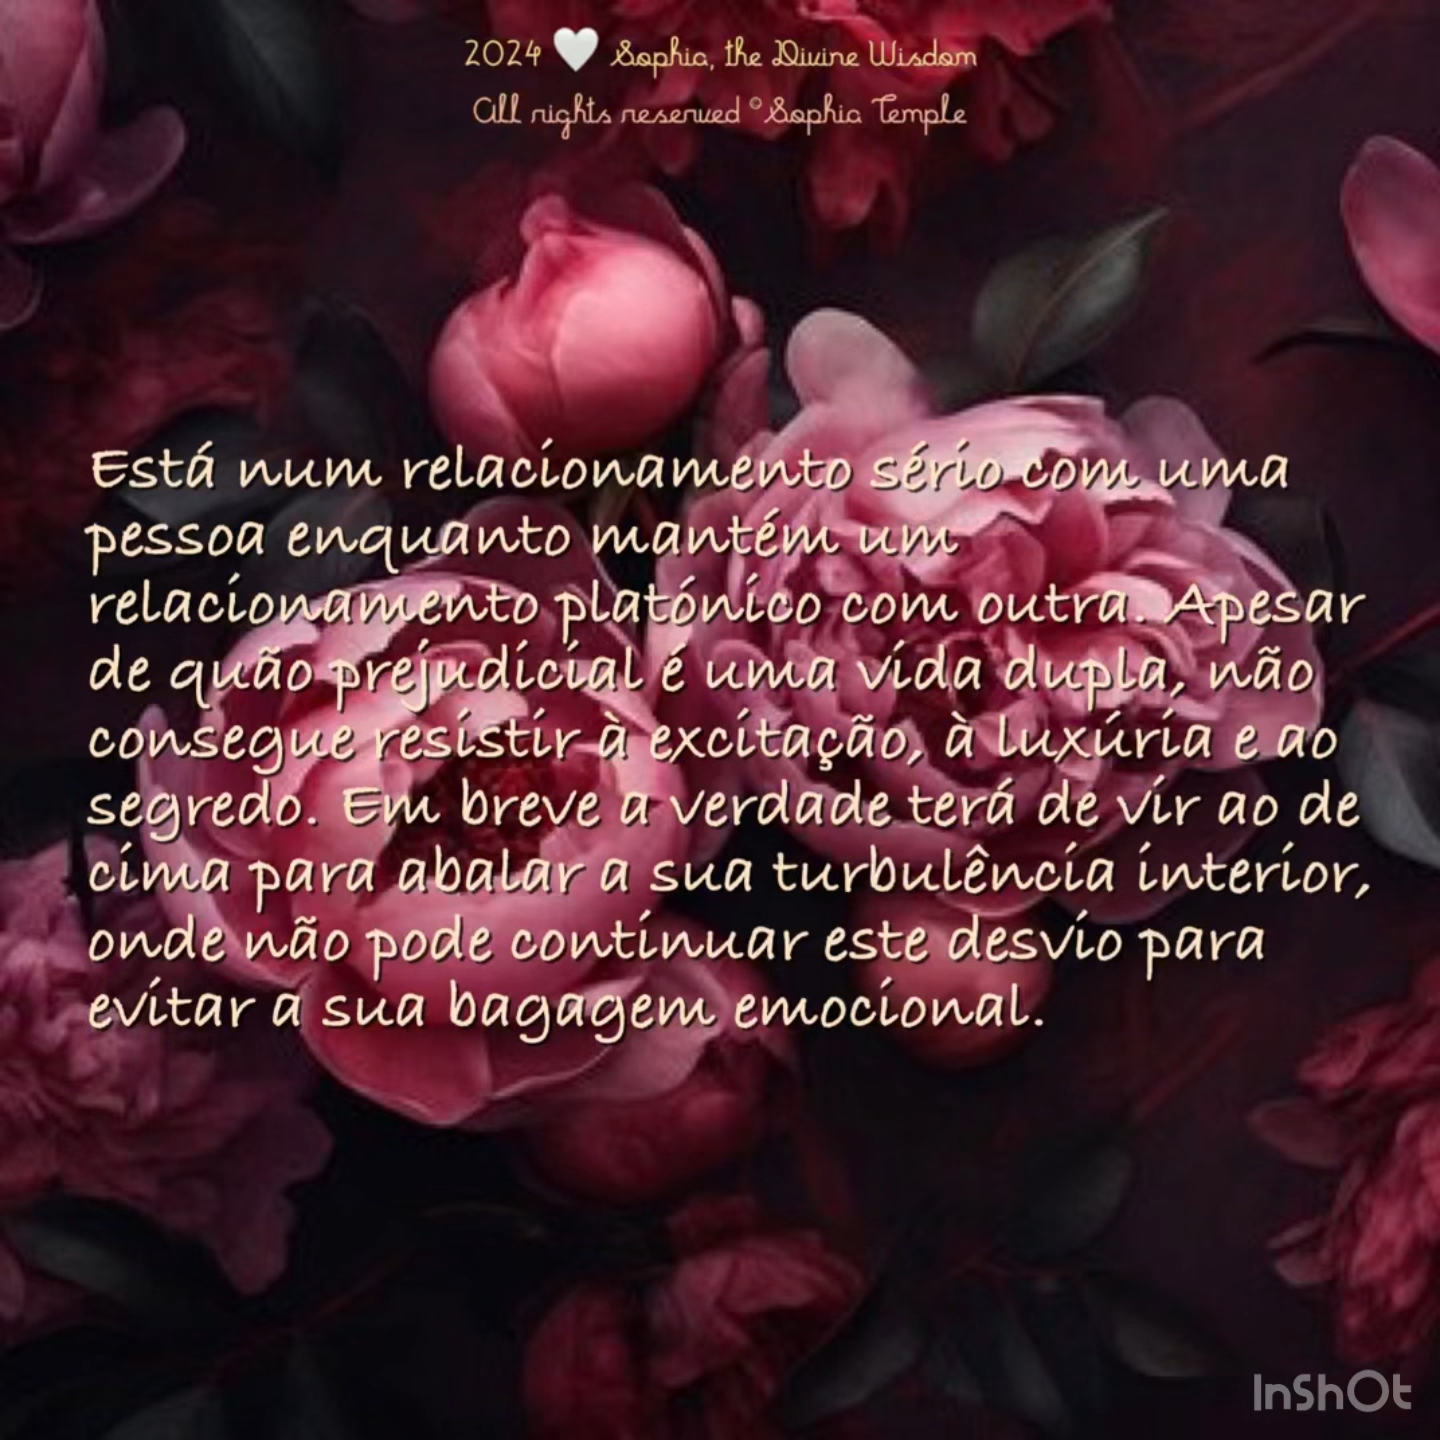 2024 🤍 Sophia, the Divine Wisdom
All rights reserved ©Sophia Temple
Está num relacionamento sério com uma
pessoa enquanto mantém um
relacionamento platónico com outra. Apesar
de quão prejudicial é uma vida dupla, não
consegue resistir à excitação, à luxúria e ao
segredo. Em breve a verdade terá de vir ao de
cima para abalar a sua turbulência interior,
onde não pode continuar este desvio para
evitar a sua bagagem emocional.
InShOt